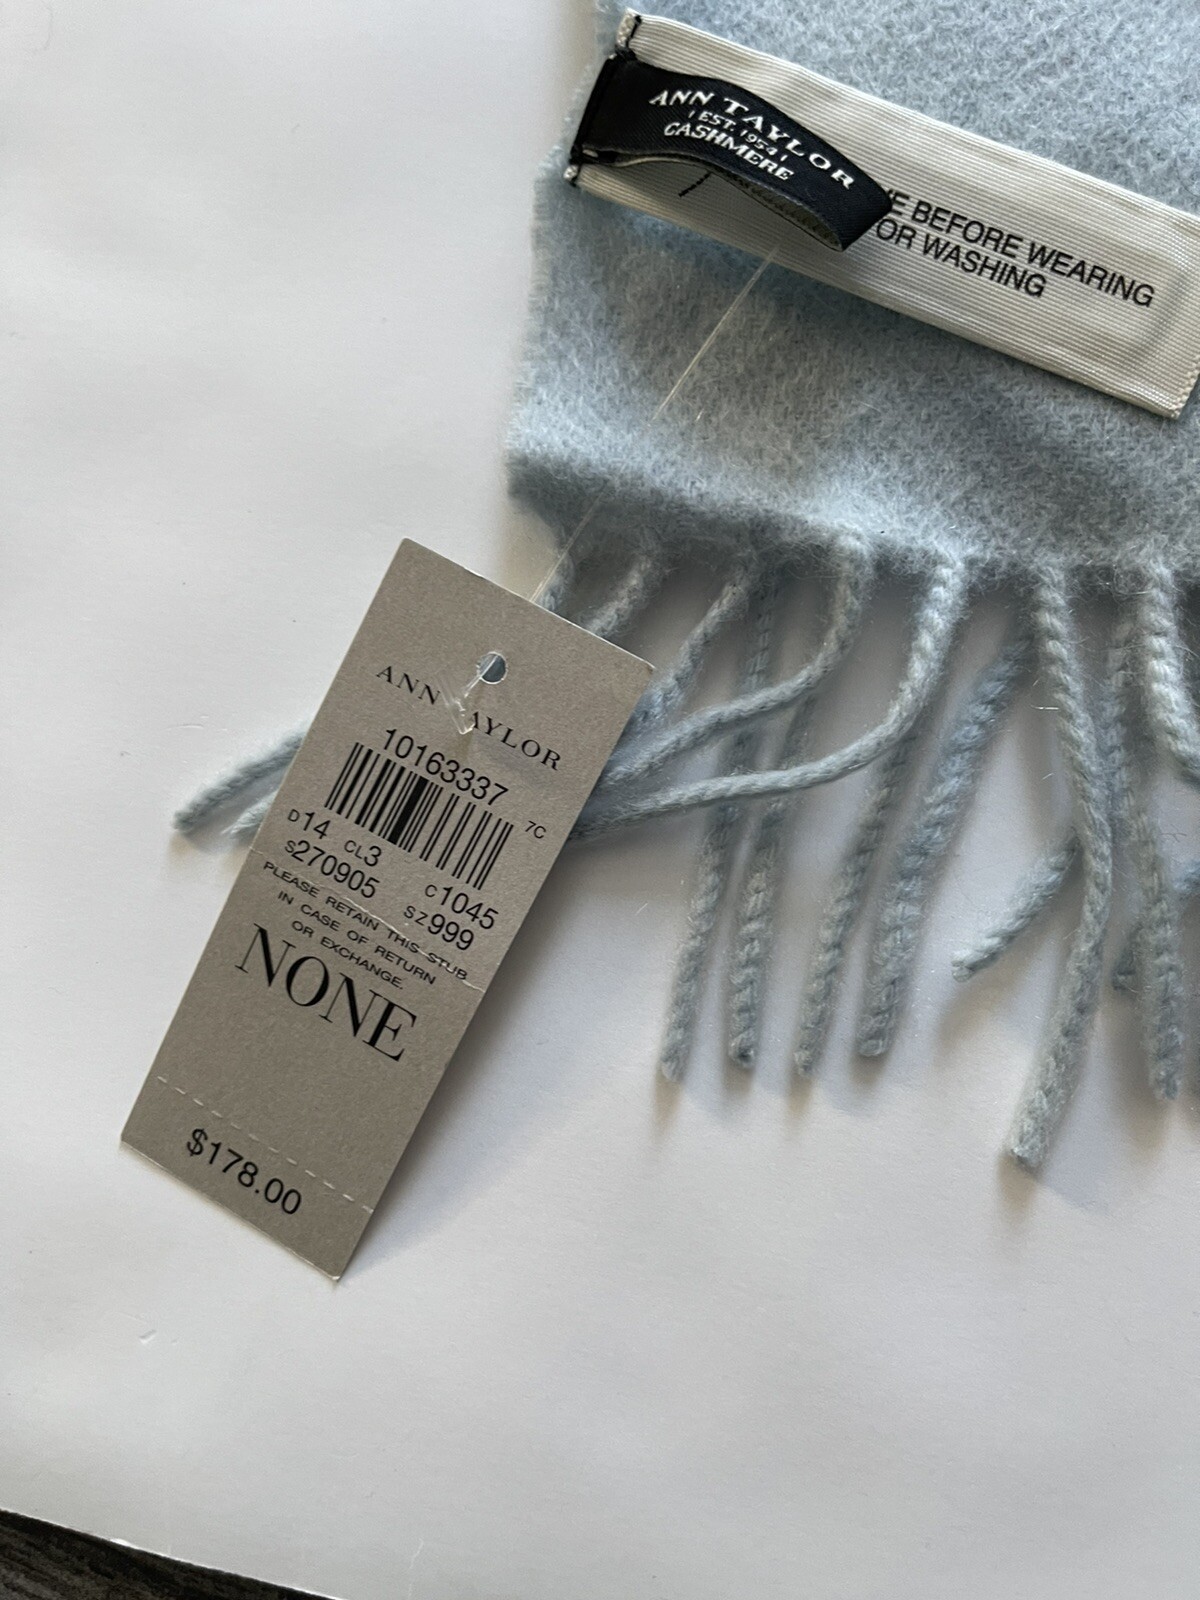 ANN TAYLOR
EST. 1954
CASHMERE
BEFORE WEARING
OR WASHING
ANN AYLOR
10163337
7C
D14 CL3
S270905 C1045
SZ999
PLEASE RETAIN THIS STUB
IN CASE OF RETURN
OR EXCHANGE.
NONE
$178.00